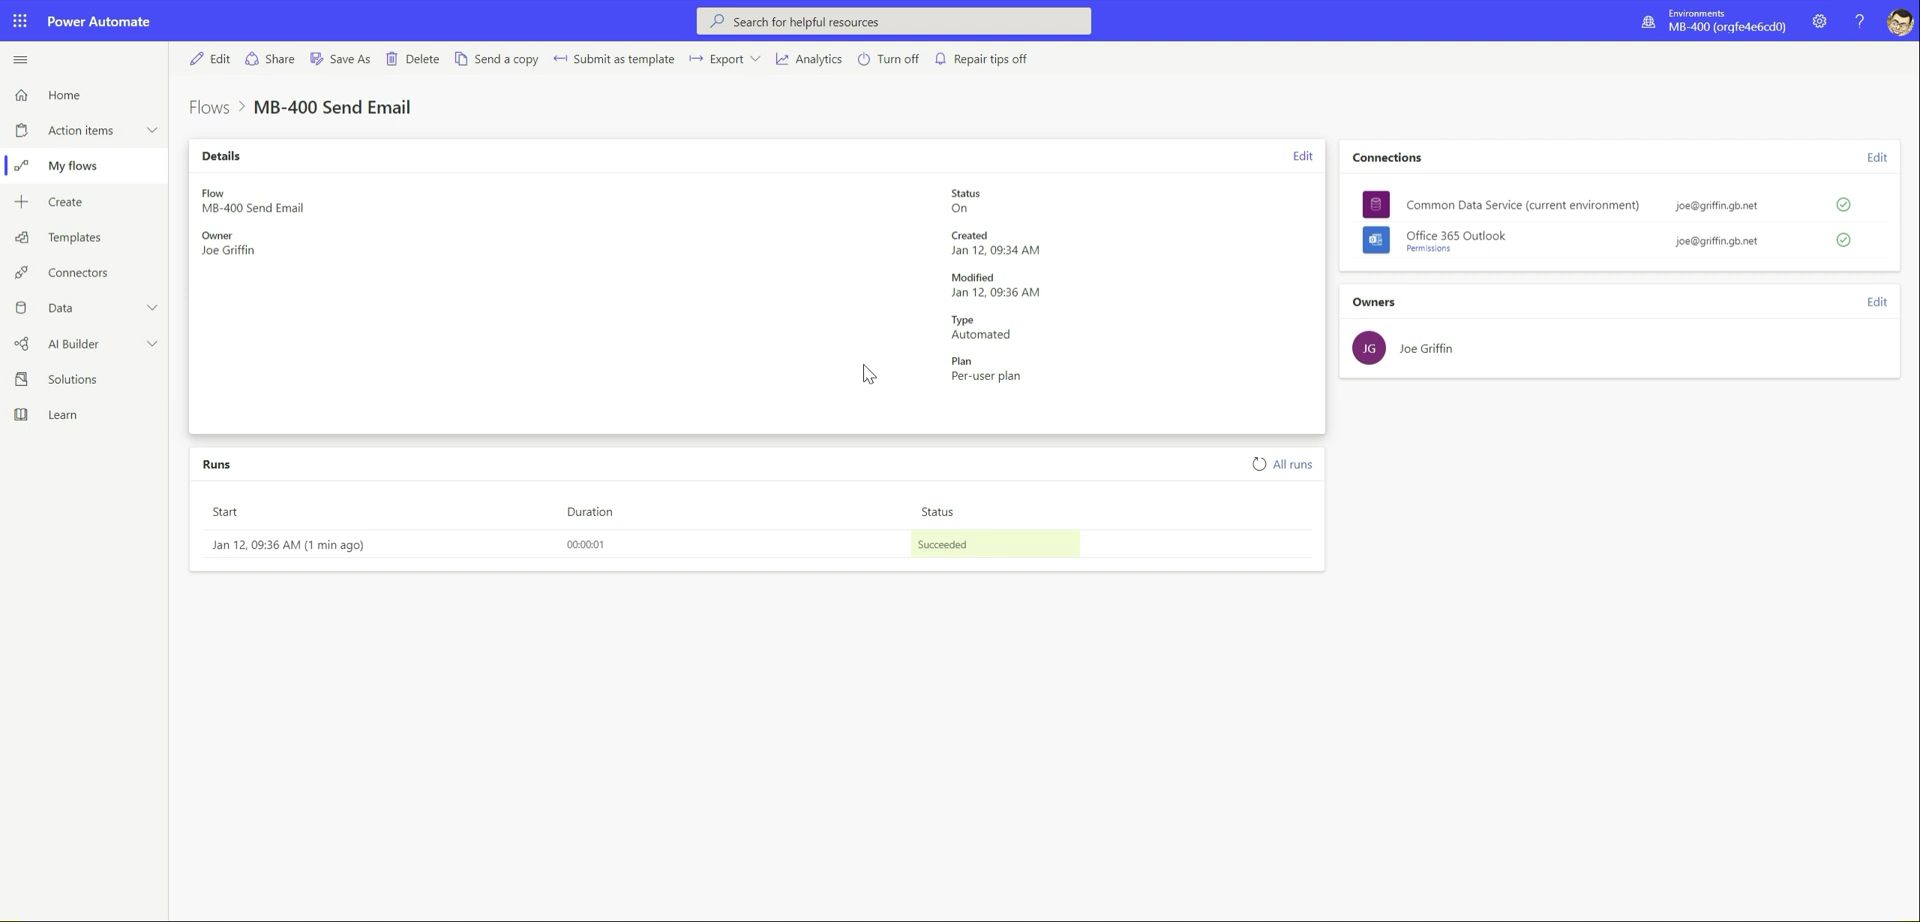 Power Automate
Search for helpful resources
Environments
MB-400 (orgfe4e6cd0)
?
Edit
Share
Save As
Delete
Send a copy
Submit as template
Export
Analytics
Turn off
Repair tips off
Home
Action items
My flows
Create
Templates
Connectors
Data
AI Builder
Solutions
Learn
Flows > MB-400 Send Email
Details
Edit
Flow
MB-400 Send Email
Owner
Joe Griffin
Status
On
Created
Jan 12, 09:34 AM
Modified
Jan 12, 09:36 AM
Type
Automated
Plan
Per-user plan
Connections
Edit
Common Data Service (current environment) joe@griffin.gb.net
Office 365 Outlook joe@griffin.gb.net
Permissions
Owners
Edit
JG Joe Griffin
Runs
All runs
Start Duration Status
Jan 12, 09:36 AM (1 min ago) 00:00:01 Succeeded